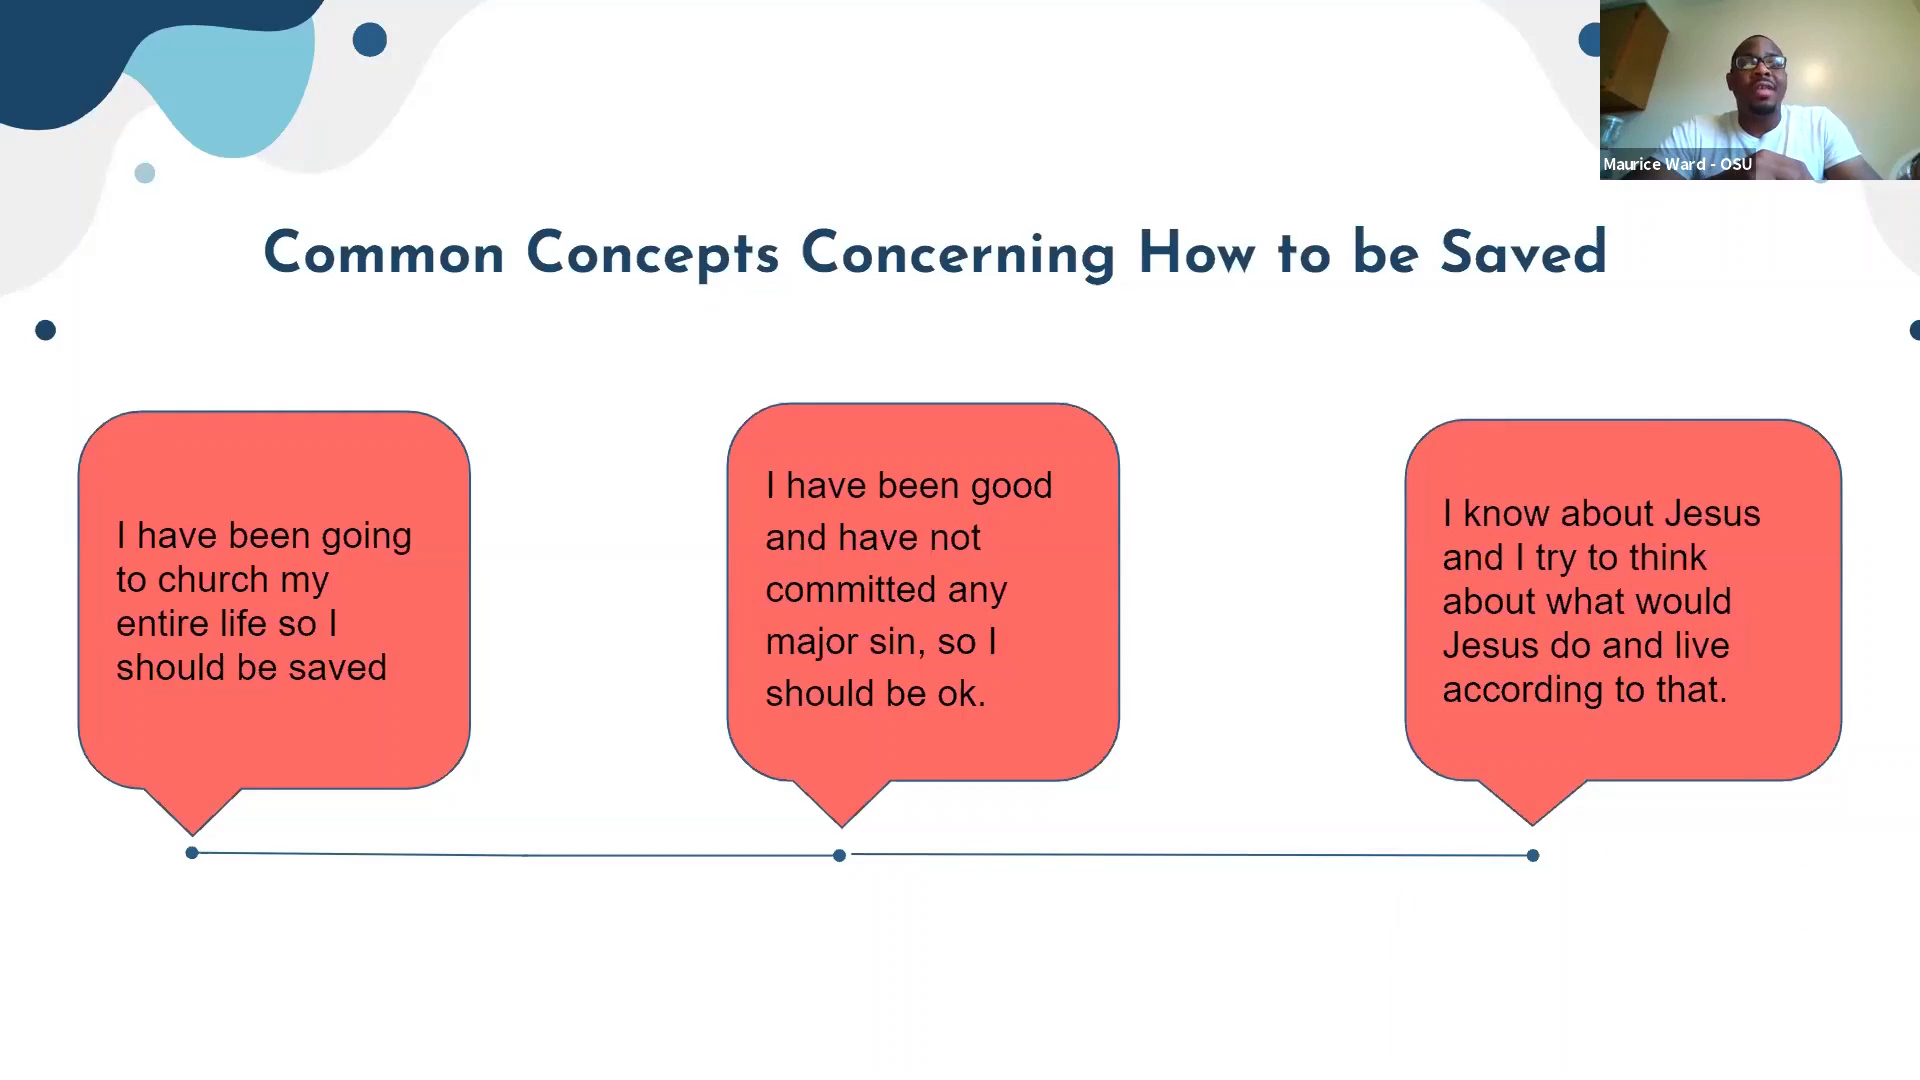 Maurice Ward - OSU
Common Concepts Concerning How to be Saved
I have been going
to church my
entire life so I
should be saved
I have been good
and have not
committed any
major sin, so I
should be ok.
I know about Jesus
and I try to think
about what would
Jesus do and live
according to that.